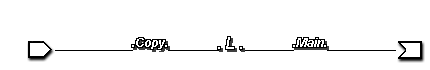 .Copy. . L . .Main.